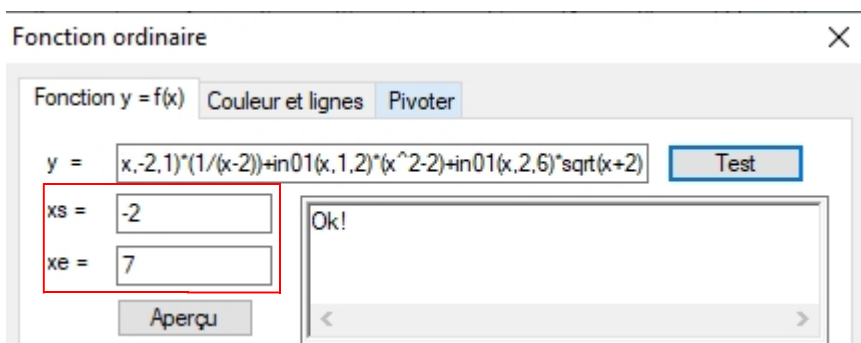 Fonction ordinaire
Fonction y = f(x) Couleur et lignes Pivoter
y = x,-2,1)*(1/(x-2))+in01(x,1,2)*(x^2-2)+in01(x,2,6)*sqrt(x+2) Test
xs = -2
Ok!
xe = 7
Aperçu